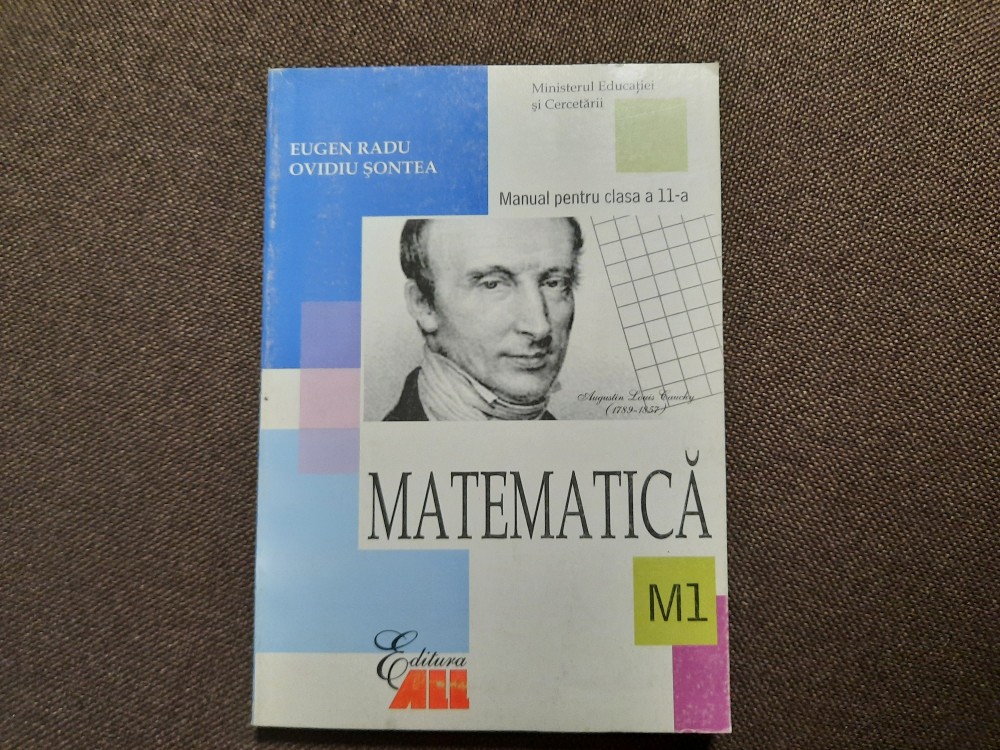 Ministerul Educației
și Cercetării
EUGEN RADU
OVIDIU ȘONTEA
Manual pentru clasa a 11-a
Augustin Louis Cauchy
(1789-1857)
MATEMATICĂ
M1
Editura
ALL